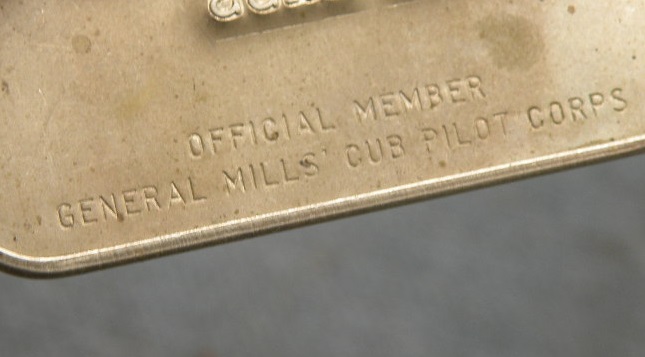 OFFICIAL MEMBER
GENERAL MILLS' CUB PILOT CORPS